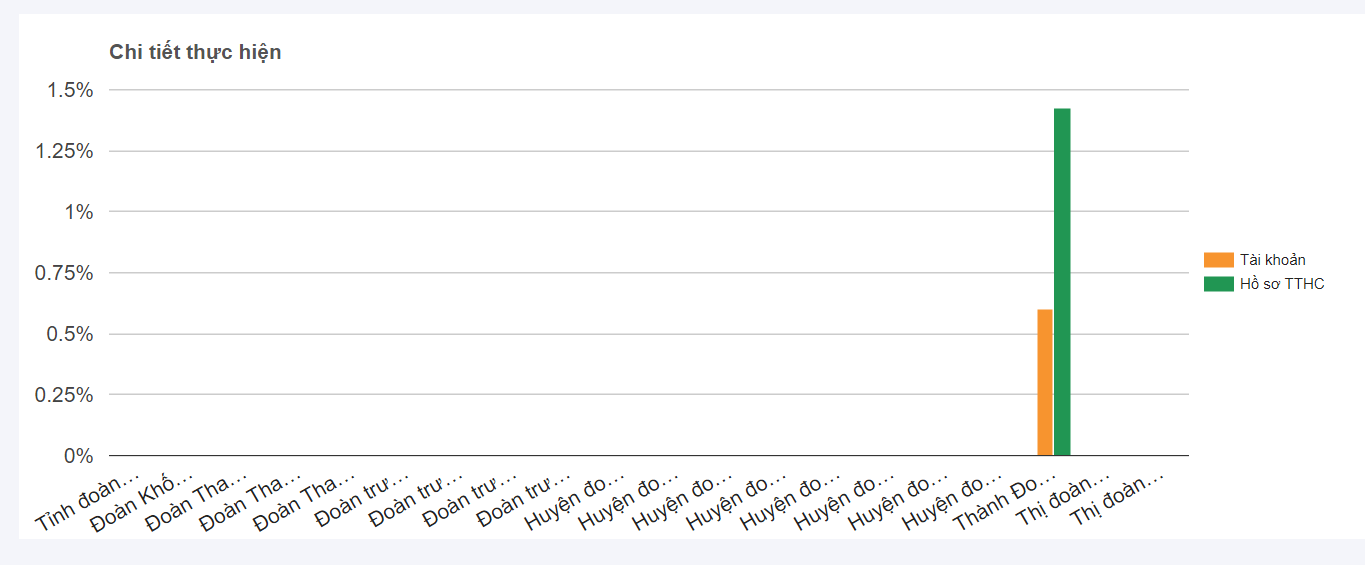 Chi tiết thực hiện
1.5%
1.25%
1%
0.75%
0.5%
0.25%
0%
Tỉnh đoàn…
Đoàn Khố…
Đoàn Tha…
Đoàn Tha…
Đoàn Tha…
Đoàn trư…
Đoàn trư…
Đoàn trư…
Đoàn trư…
Huyện đo…
Huyện đo…
Huyện đo…
Huyện đo…
Huyện đo…
Huyện đo…
Huyện đo…
Huyện đo…
Thành Đo…
Thị đoàn…
Thị đoàn…
Tài khoản
Hồ sơ TTHC